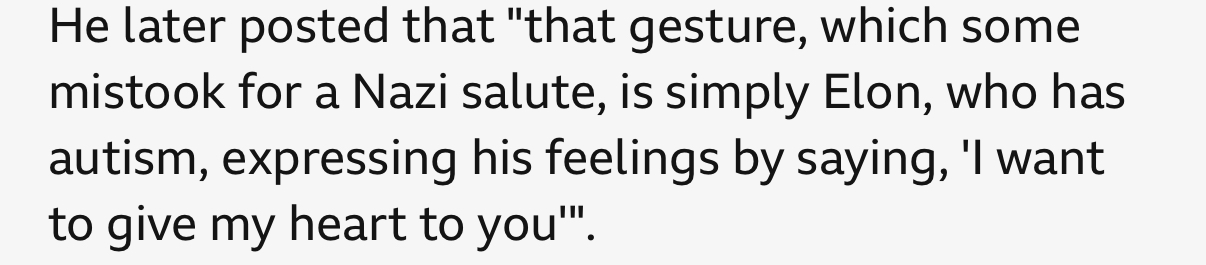 He later posted that "that gesture, which some
mistook for a Nazi salute, is simply Elon, who has
autism, expressing his feelings by saying, 'I want
to give my heart to you'".